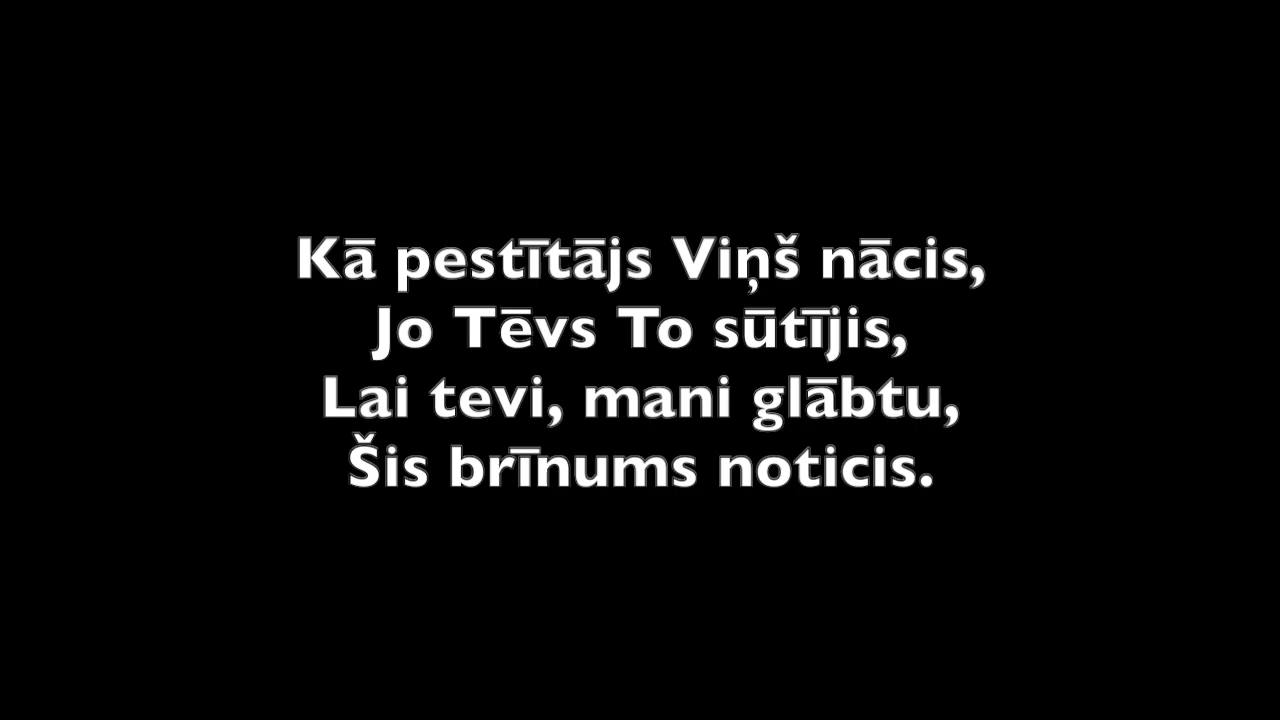 Kā pestītājs Viņš nācis,
Jo Tēvs To sūtījis,
Lai tevi, mani glābtu,
Šis brīnums noticis.